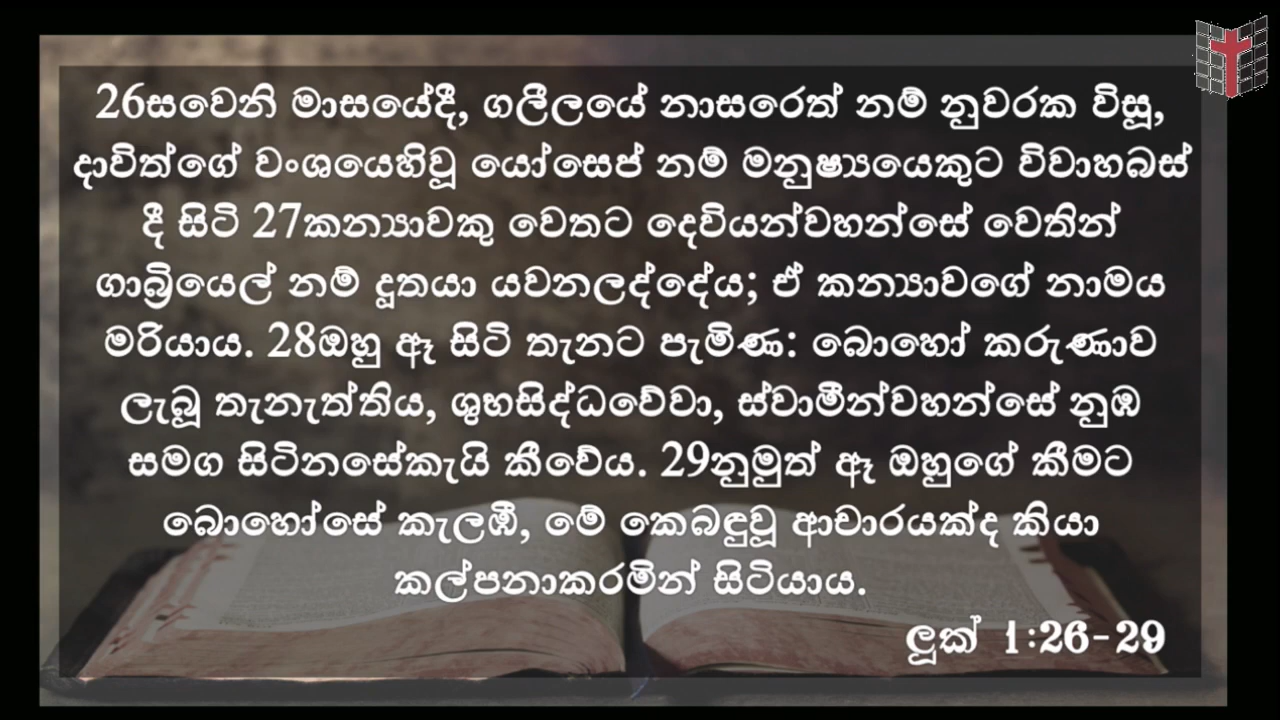 26සවෙනි මාසයේදී, ගලීලයේ නාසරෙත් නම් නුවරක විසූ,
දාවිත්ගේ වංශයෙහිවූ යෝසෙප් නම් මනුෂ්‍යයෙකුට විවාහබස්
දී සිටි 27කන්‍යාවකු වෙතට දෙවියන්වහන්සේ වෙතින්
ගාබ්‍රියෙල් නම් දූතයා යවනලද්දේය; ඒ කන්‍යාවගේ නාමය
මරියාය. 28ඔහු ඈ සිටි තැනට පැමිණ: බොහෝ කරුණාව
ලැබූ තැනැත්තිය, ශුභසිද්ධවේවා, ස්වාමීන්වහන්සේ නුඹ
සමග සිටිනසේකැයි කීවේය. 29නුමුත් ඈ ඔහුගේ කීමට
බොහෝසේ කැලඹී, මේ කෙබඳුවූ ආචාරයක්ද කියා
කල්පනාකරමින් සිටියාය.
ලූක් 1:26-29